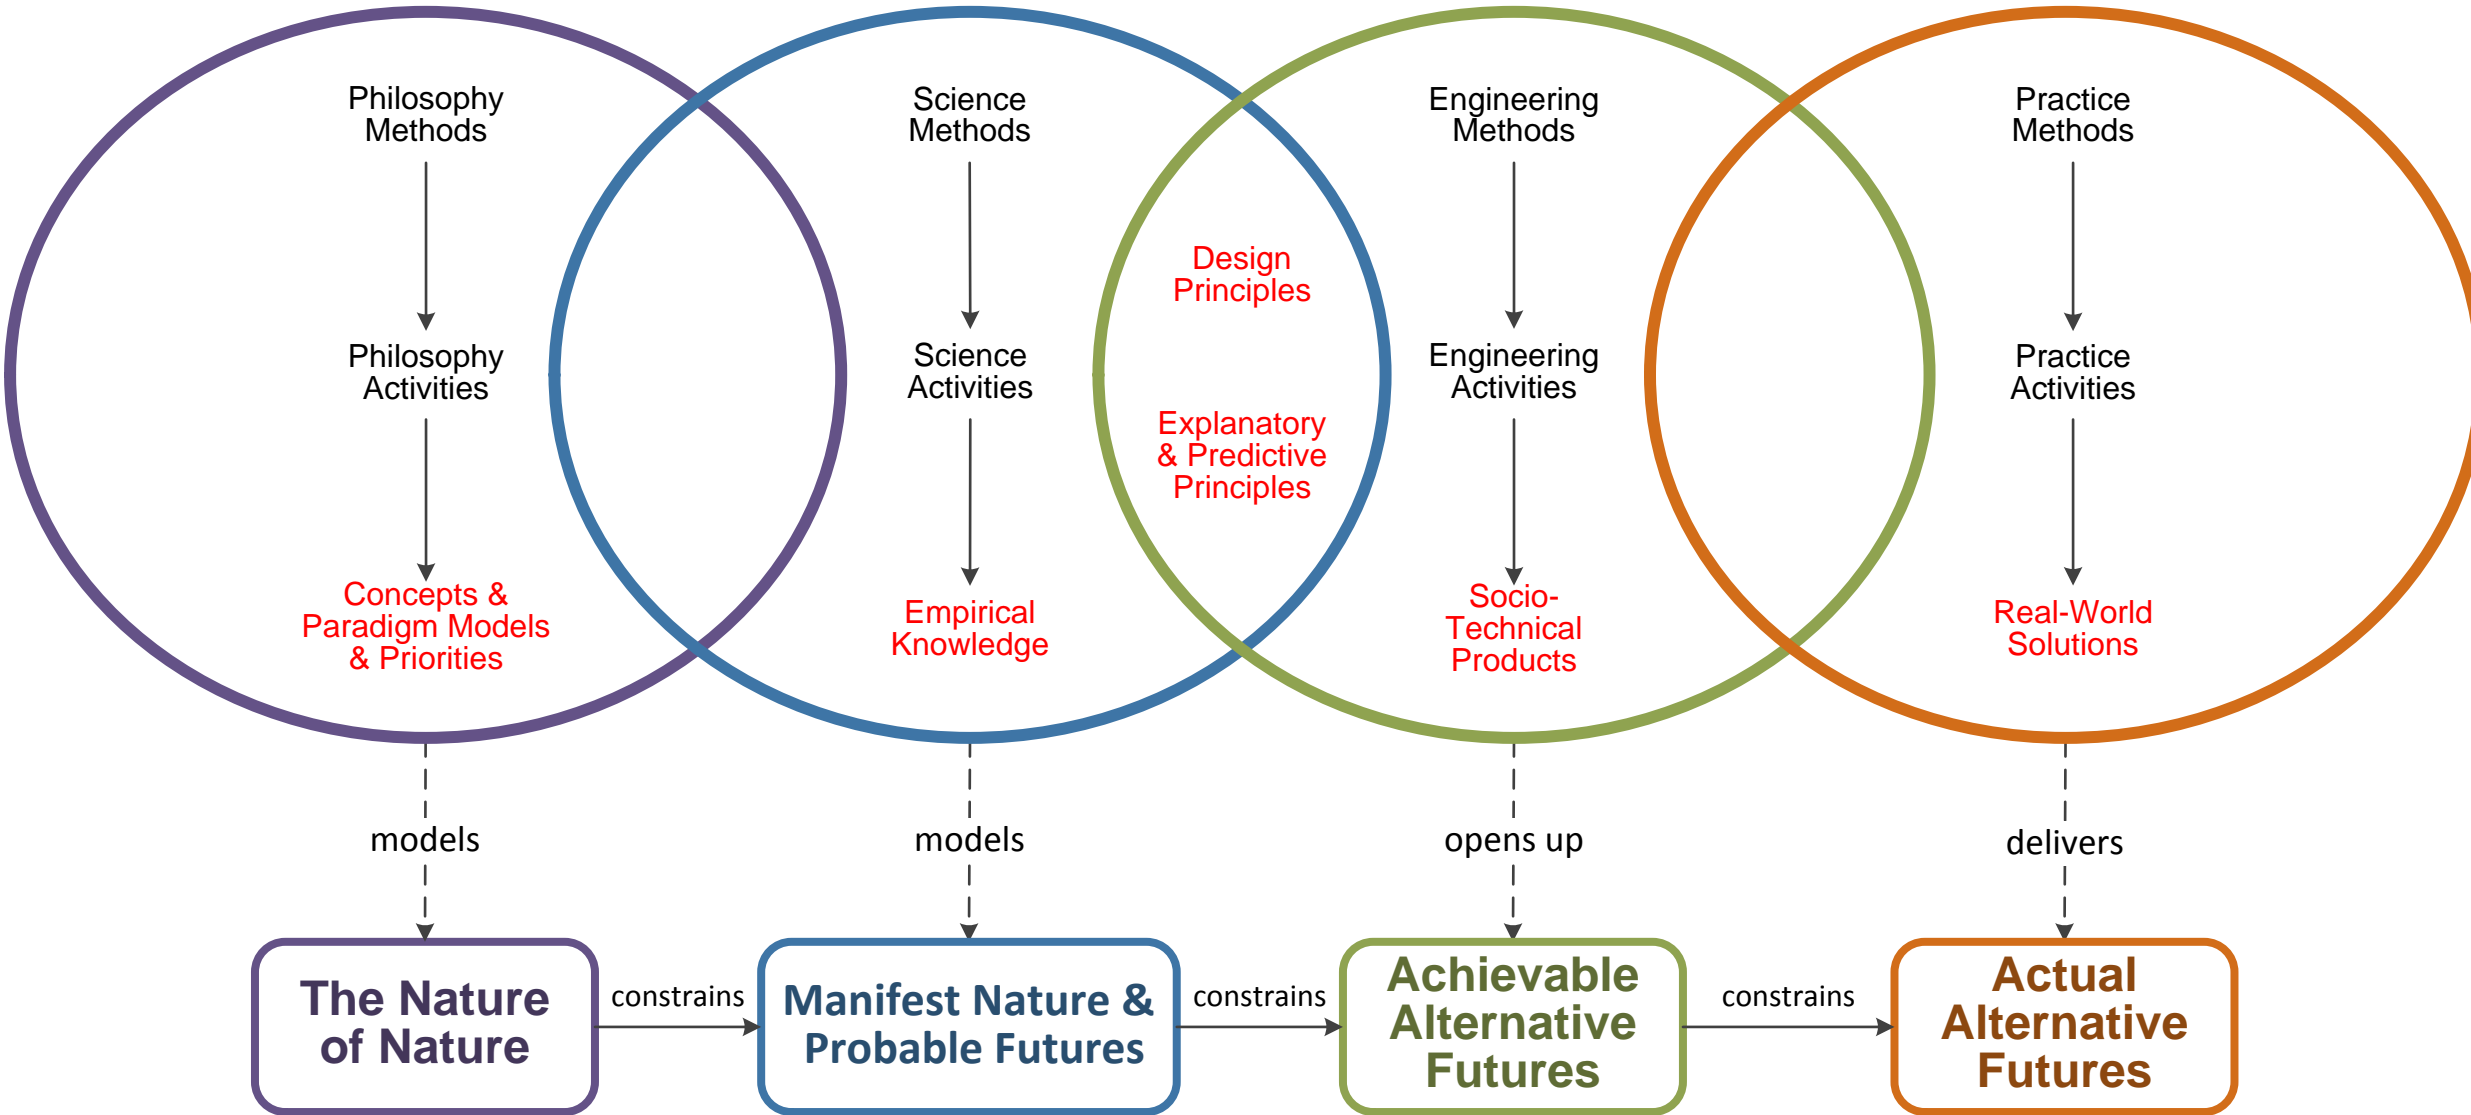 Philosophy
Methods
Science
Methods
Engineering
Methods
Practice
Methods
Design
Principles
Philosophy
Activities
Science
Activities
Engineering
Activities
Practice
Activities
Explanatory
& Predictive
Principles
Concepts &
Paradigm Models
& Priorities
Empirical
Knowledge
Socio-
Technical
Products
Real-World
Solutions
models
models
opens up
delivers
The Nature
of Nature
constrains
Manifest Nature &
Probable Futures
constrains
Achievable
Alternative
Futures
constrains
Actual
Alternative
Futures